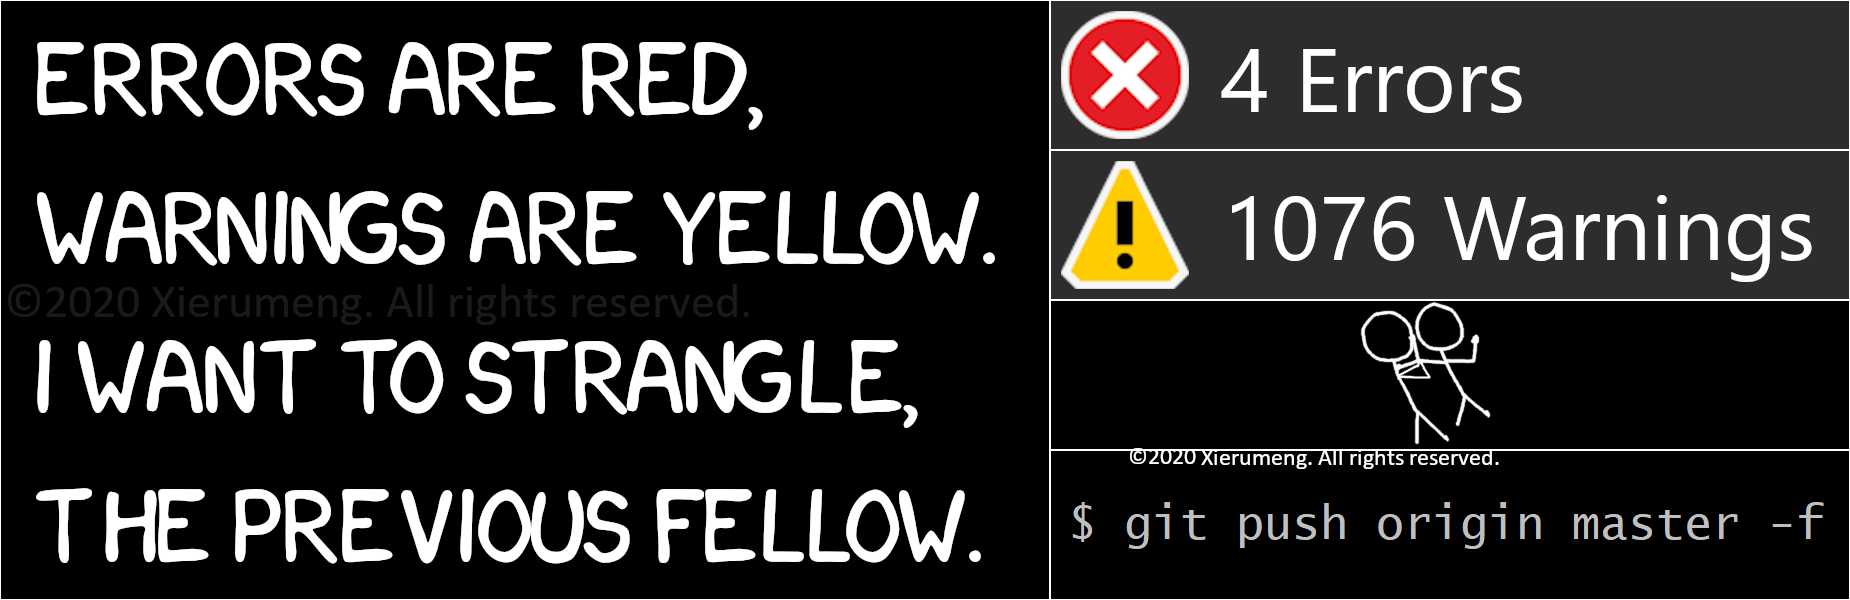 ERRORS ARE RED,
WARNINGS ARE YELLOW.
©2020 Xierumeng. All rights reserved.
I WANT TO STRANGLE,
THE PREVIOUS FELLOW.
4 Errors
1076 Warnings
©2020 Xierumeng. All rights reserved.
$ git push origin master -f